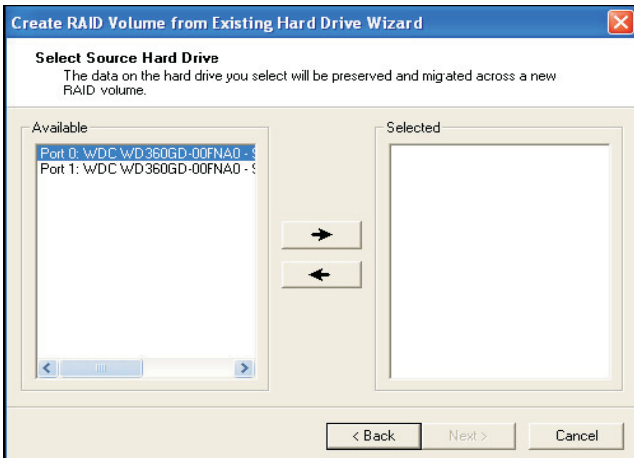 Create RAID Volume from Existing Hard Drive Wizard
Select Source Hard Drive
The data on the hard drive you select will be preserved and migrated across a new
RAID volume.
Available
Selected
Port 0: WDC WD360GD-00FNA0 - S
Port 1: WDC WD360GD-00FNA0 - S
< Back
Next >
Cancel